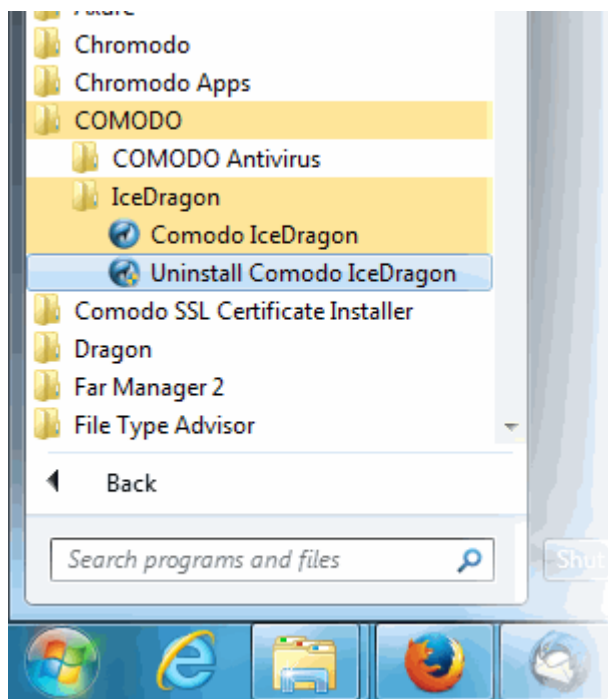 Chromodo
Chromodo Apps
COMODO
COMODO Antivirus
IceDragon
Comodo IceDragon
Uninstall Comodo IceDragon
Comodo SSL Certificate Installer
Dragon
Far Manager 2
File Type Advisor
Back
Search programs and files
Shut